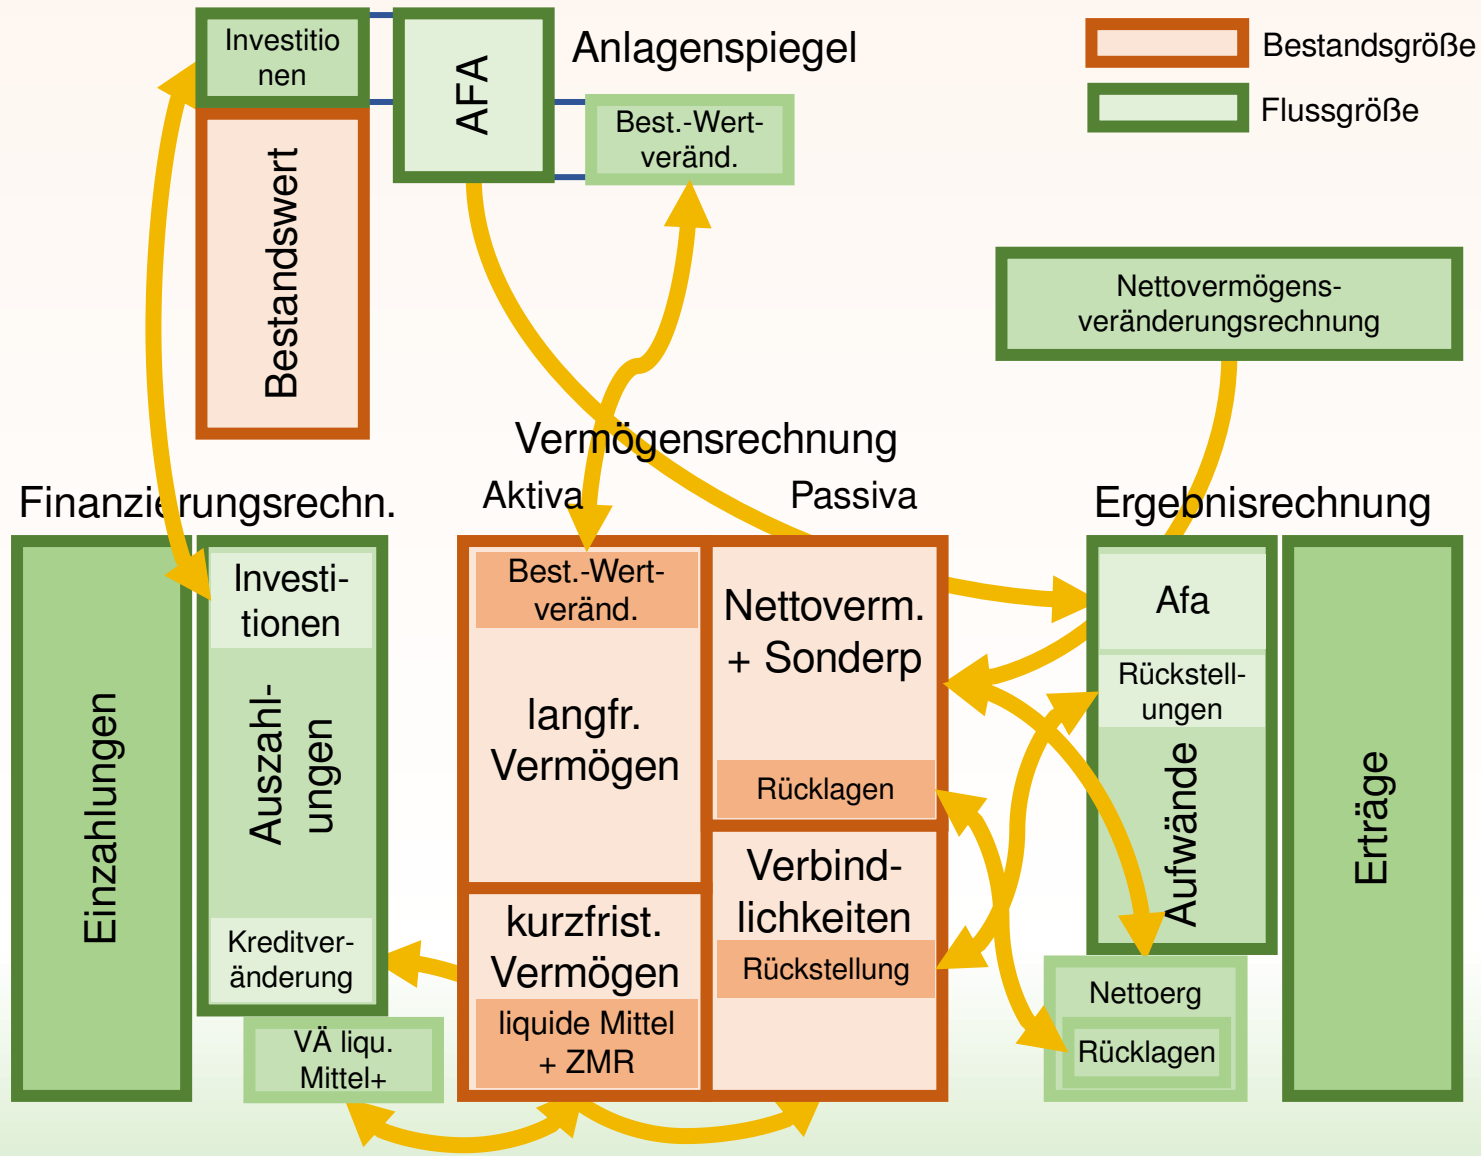 Investitio
nen
AFA
Anlagenspiegel
Best.-Wert-
veränd.
Bestandsgröße
Flussgröße
Bestandswert
Nettovermögens-
veränderungsrechnung
Vermögensrechnung
Aktiva
Passiva
Finanzierungsrechn.
Ergebnisrechnung
Einzahlungen
Investi-
tionen
Auszahl-
ungen
Kreditver-
änderung
VÄ liqu.
Mittel+
Best.-Wert-
veränd.
langfr.
Vermögen
kurzfrist.
Vermögen
liquide Mittel
+ ZMR
Nettoverm.
+ Sonderp
Rücklagen
Verbind-
lichkeiten
Rückstellung
Afa
Rückstell-
ungen
Aufwände
Nettoerg
Rücklagen
Erträge